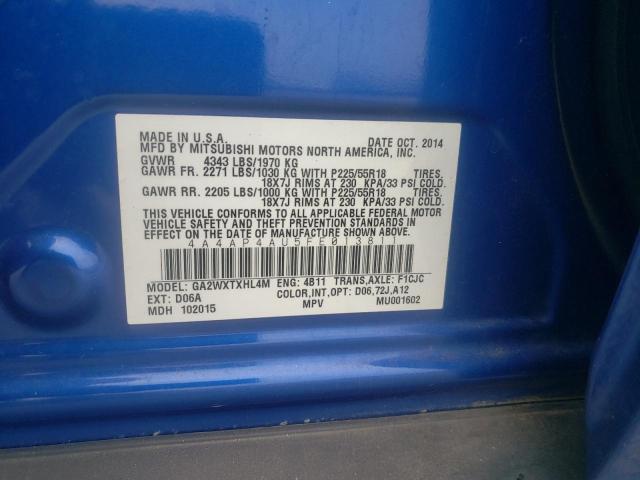 MADE IN U.S.A. DATE OCT. 2014
MFD BY MITSUBISHI MOTORS NORTH AMERICA, INC.
GVWR 4343 LBS/1970 KG
GAWR FR. 2271 LBS/1030 KG WITH P225/55R18 TIRES.
18X7J RIMS AT 230 KPA/33 PSI COLD.
GAWR RR. 2205 LBS/1000 KG WITH P225/55R18 TIRES.
18X7J RIMS AT 230 KPA/33 PSI COLD.
THIS VEHICLE CONFORMS TO ALL APPLICABLE FEDERAL MOTOR
VEHICLE SAFETY AND THEFT PREVENTION STANDARDS IN
EFFECT ON DATE OF MANUFACTURE SHOWN ABOVE.
4A4AP4AU5FE013811
MODEL: GA2WXTXHL4M ENG: 4B11 TRANS,AXLE: F1CJC
EXT: D06A COLOR,INT,OPT: D06,72J,A12
MDH 102015 MPV MU001602